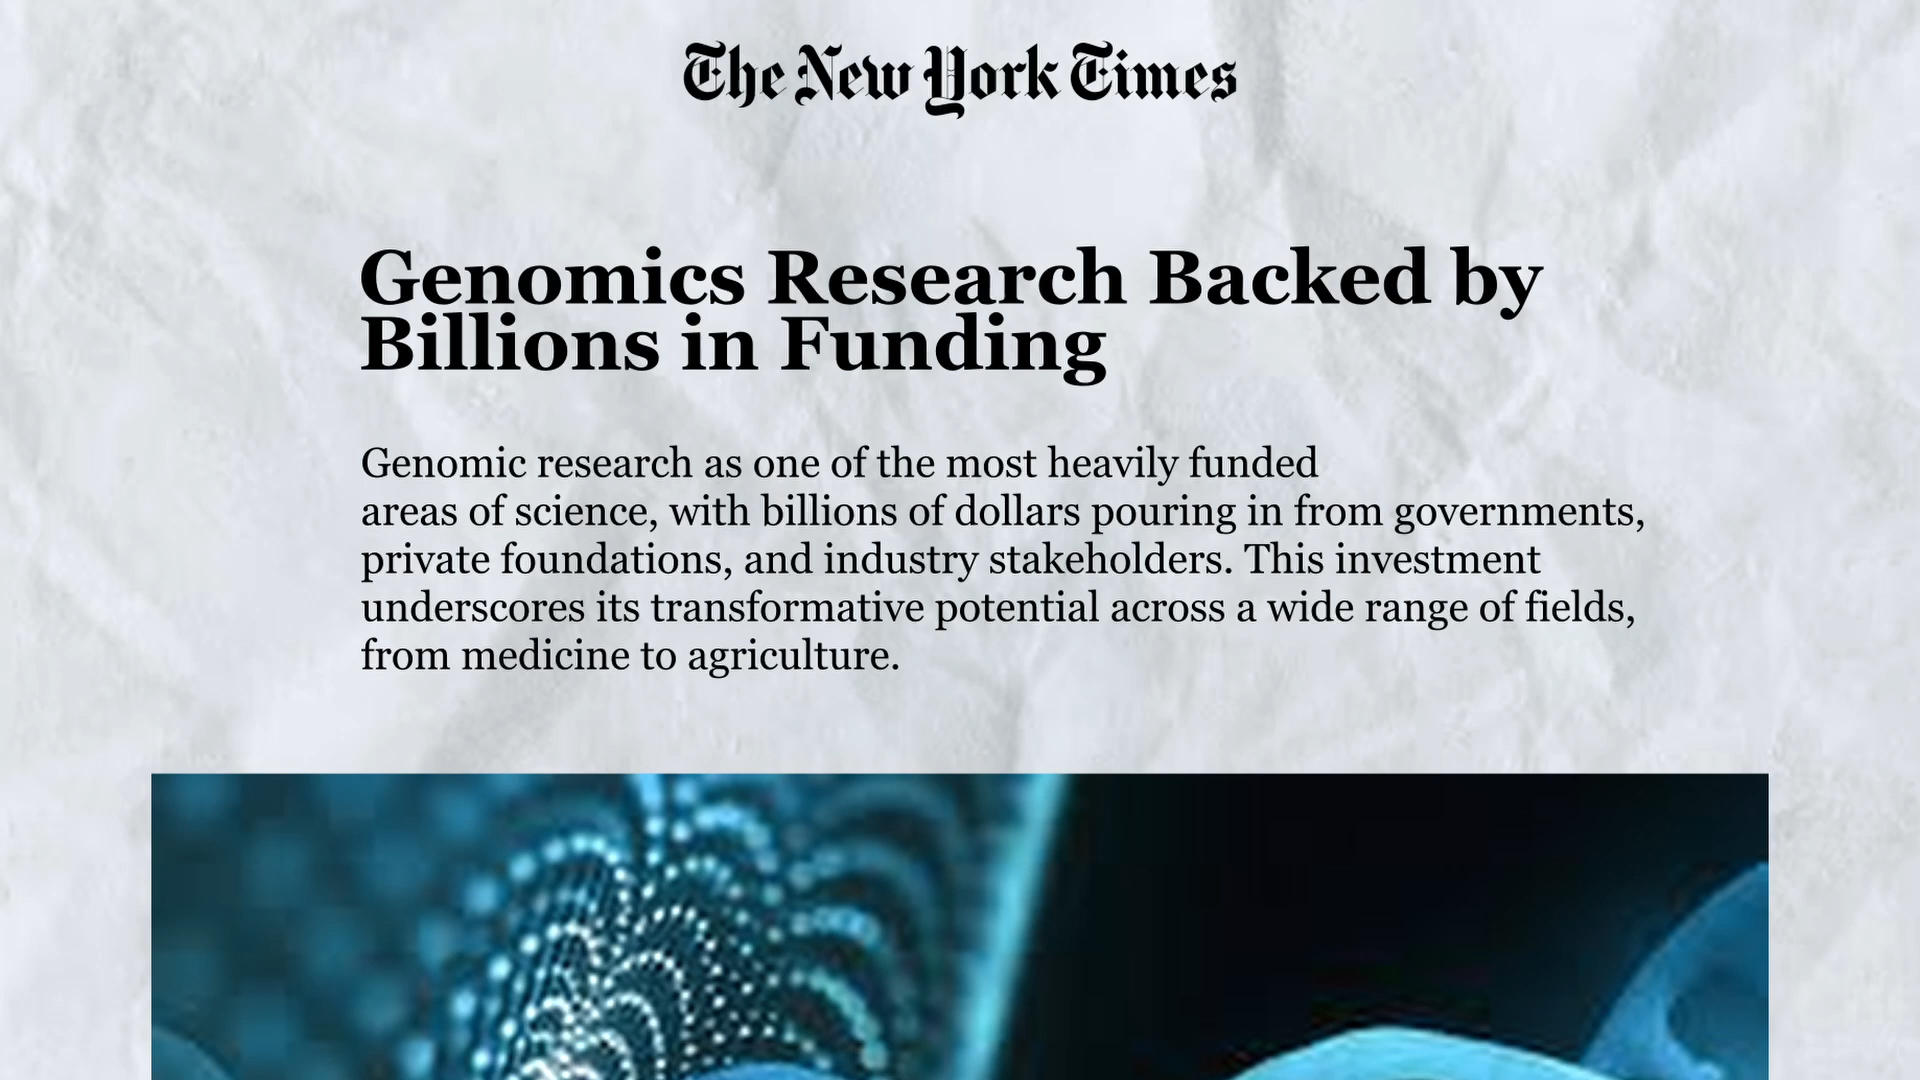 The New York Times
Genomics Research Backed by
Billions in Funding
Genomic research as one of the most heavily funded
areas of science, with billions of dollars pouring in from governments,
private foundations, and industry stakeholders. This investment
underscores its transformative potential across a wide range of fields,
from medicine to agriculture.